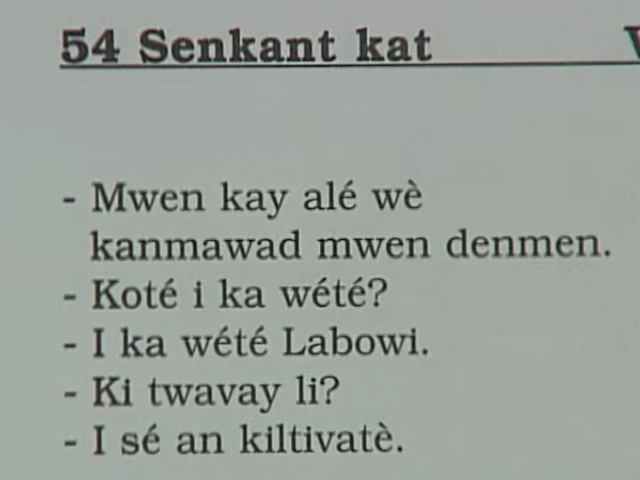 54 Senkant kat
- Mwen kay alé wè
kanmawad mwen denmen.
- Koté i ka wété?
- I ka wété Labowi.
- Ki twavay li?
- I sé an kiltivatè.